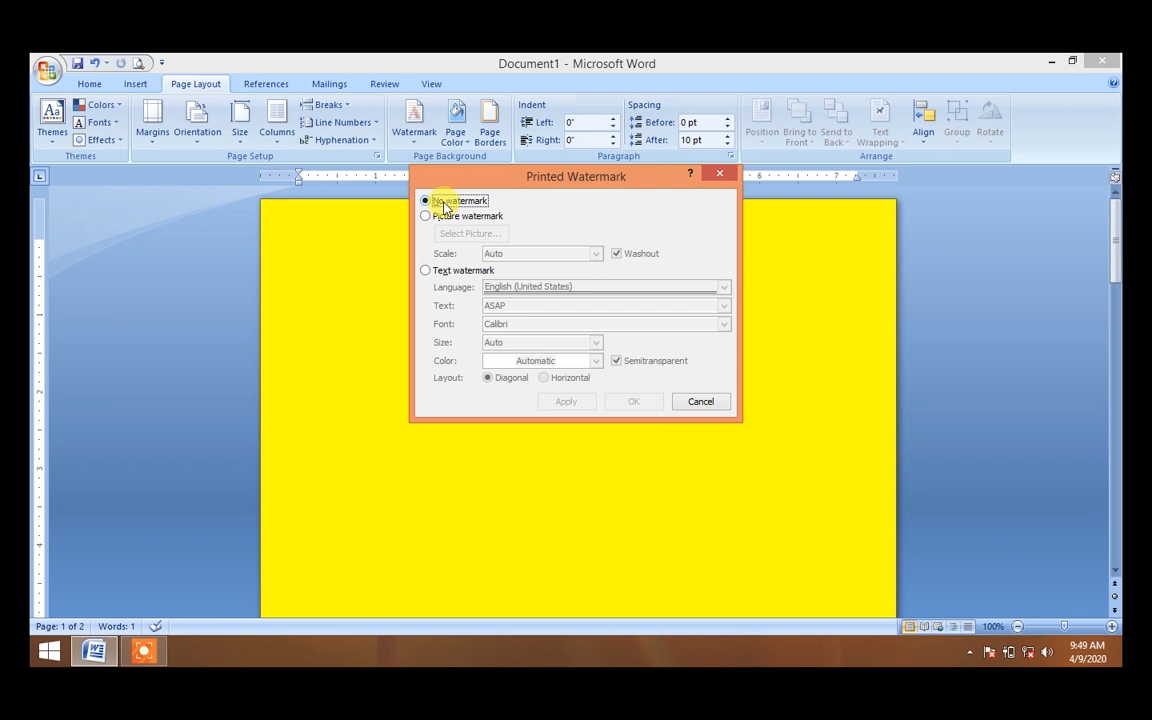 Document1 - Microsoft Word
Home Insert Page Layout References Mailings Review View
Themes
Colors
Fonts
Effects
Themes
Margins Orientation Size Columns
Breaks
Line Numbers
Hyphenation
Page Setup
Watermark Page Color Page Borders
Page Background
Indent
Left: 0"
Right: 0"
Spacing
Before: 0 pt
After: 10 pt
Paragraph
Position Bring to Front Send to Back Text Wrapping Align Group Rotate
Arrange
Printed Watermark
No watermark
Picture watermark
Select Picture...
Scale: Auto Washout
Text watermark
Language: English (United States)
Text: ASAP
Font: Calibri
Size: Auto
Color: Automatic Semitransparent
Layout: Diagonal Horizontal
Apply OK Cancel
Page: 1 of 2 Words: 1 100%
9:49 AM
4/9/2020